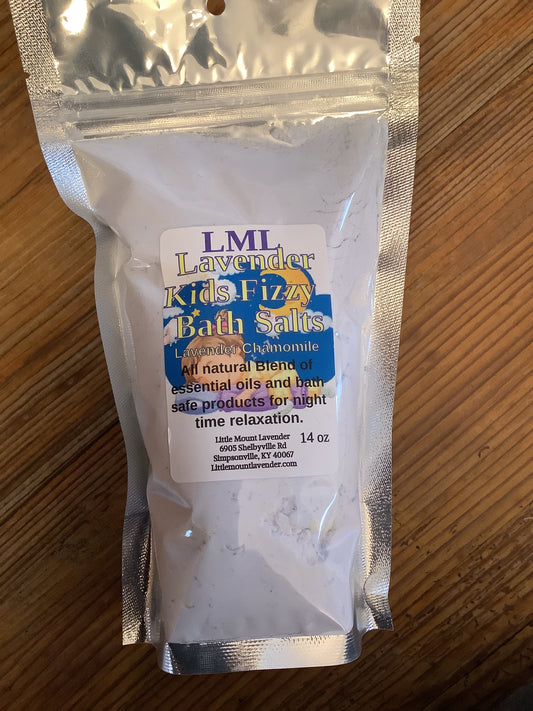 LML
Lavender
Kids Fizzy
Bath Salts
Lavender Chamomile
All natural Blend of
essential oils and bath
safe products for night
time relaxation.
Little Mount Lavender
6905 Shelbyville Rd
Simpsonville, KY 40067
Littlemountlavender.com
14 oz